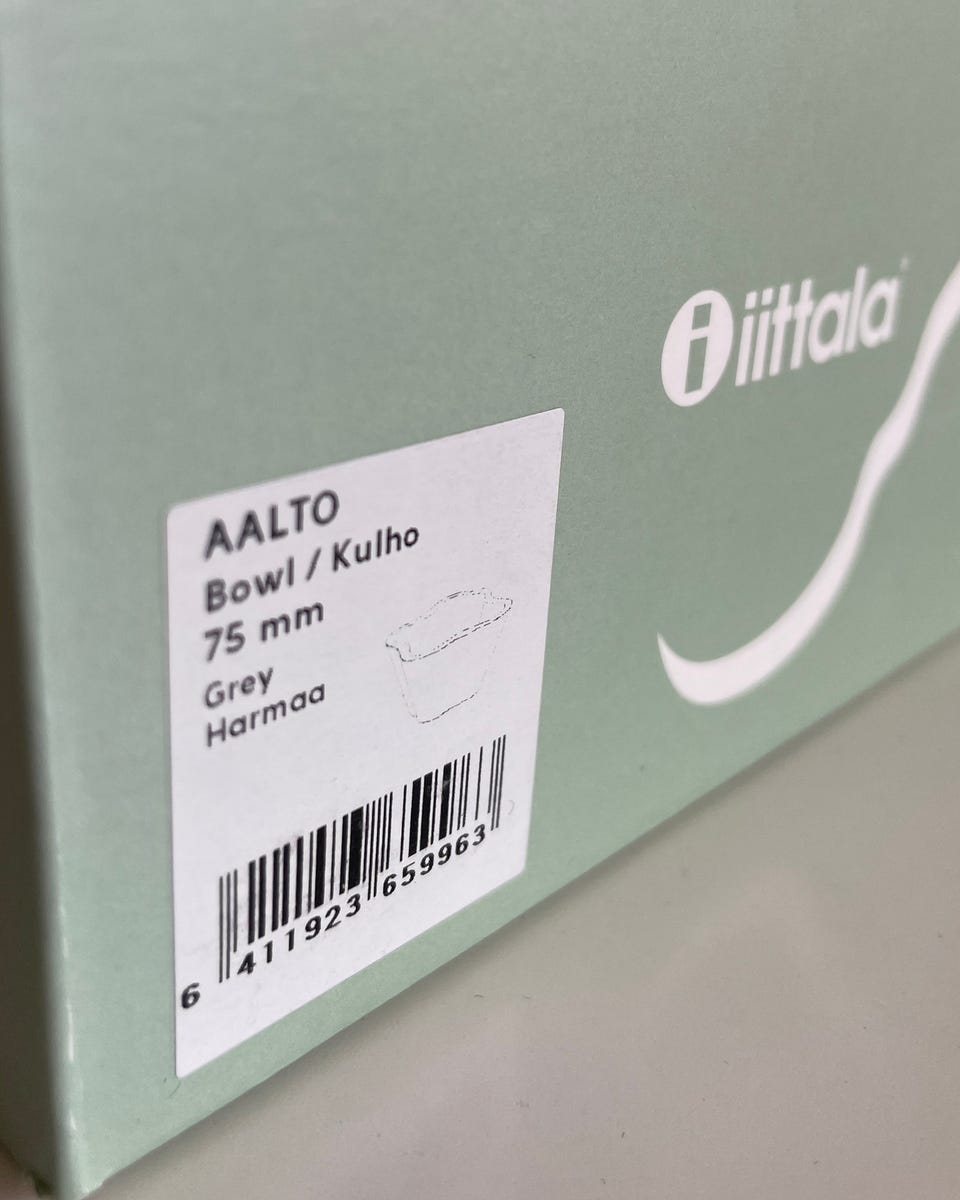 iittala
AALTO
Bowl / Kulho
75 mm
Grey
Harmaa
6 411923 659963